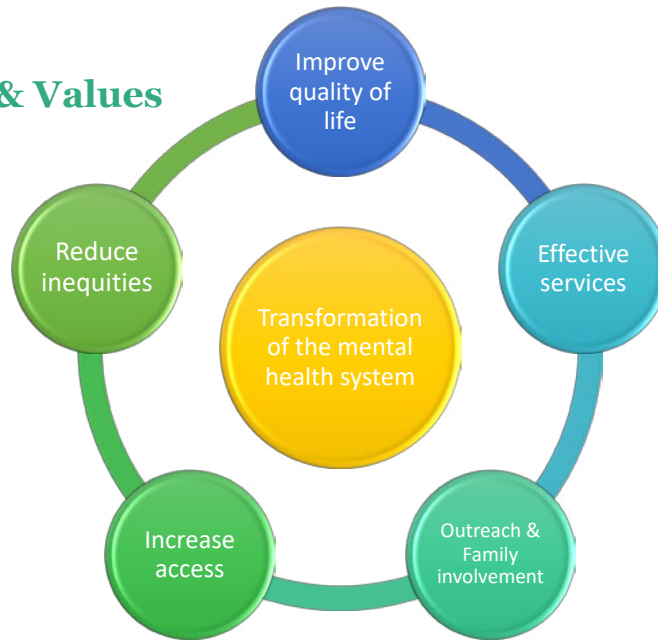 & Values
Improve
quality of
life
Effective
services
Outreach &
Family
involvement
Increase
access
Reduce
inequities
Transformation
of the mental
health system